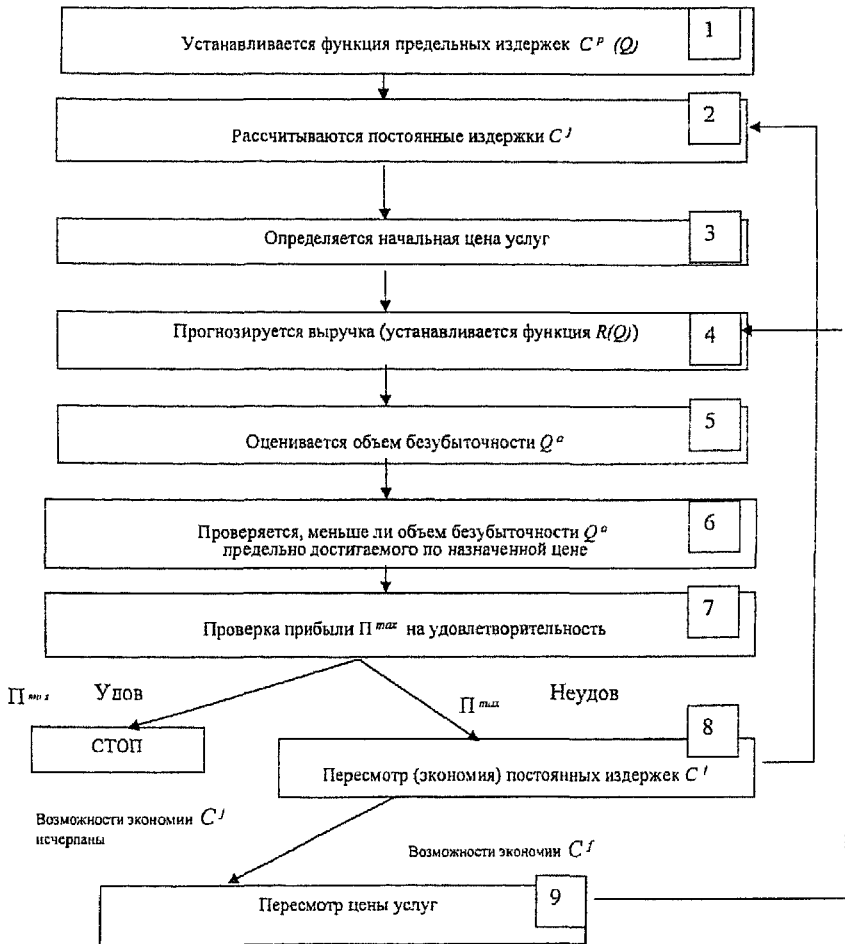 1
Устанавливается функция предельных издержек C p (Q)
2
Рассчитываются постоянные издержки C J
3
Определяется начальная цена услуг
4
Прогнозируется выручка (устанавливается функция R(Q))
5
Оценивается объем безубыточности Q a
6
Проверяется, меньше ли объем безубыточности Q a
предельно достигаемого по назначенной цене
7
Проверка прибыли П max на удовлетворительность
П Упов
П max Неудов
СТОП
8
Пересмотр (экономия) постоянных издержек C f
Возможности экономии C J
исчерпаны
Возможности экономии C f
9
Пересмотр цены услуг